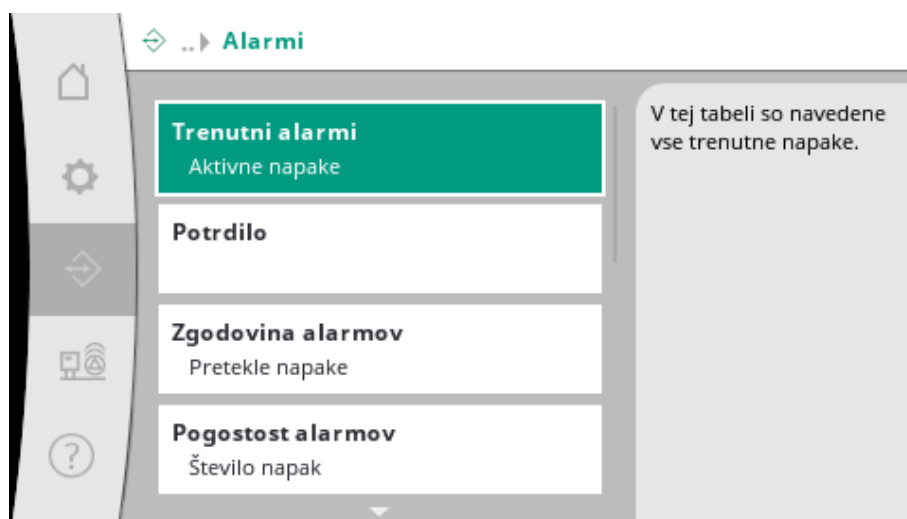 ..▸ Alarmi
Trenutni alarmi
Aktivne napake
Potrdilo
Zgodovina alarmov
Pretekle napake
Pogostost alarmov
Število napak
V tej tabeli so navedene
vse trenutne napake.
?